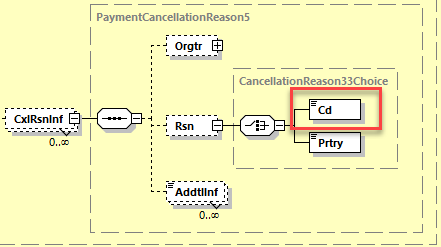 PaymentCancellationReason5
Orgtr
CancellationReason33Choice
Cd
CxlRsnInf
Rsn
0..∞
Prtry
AddtlInf
0..∞